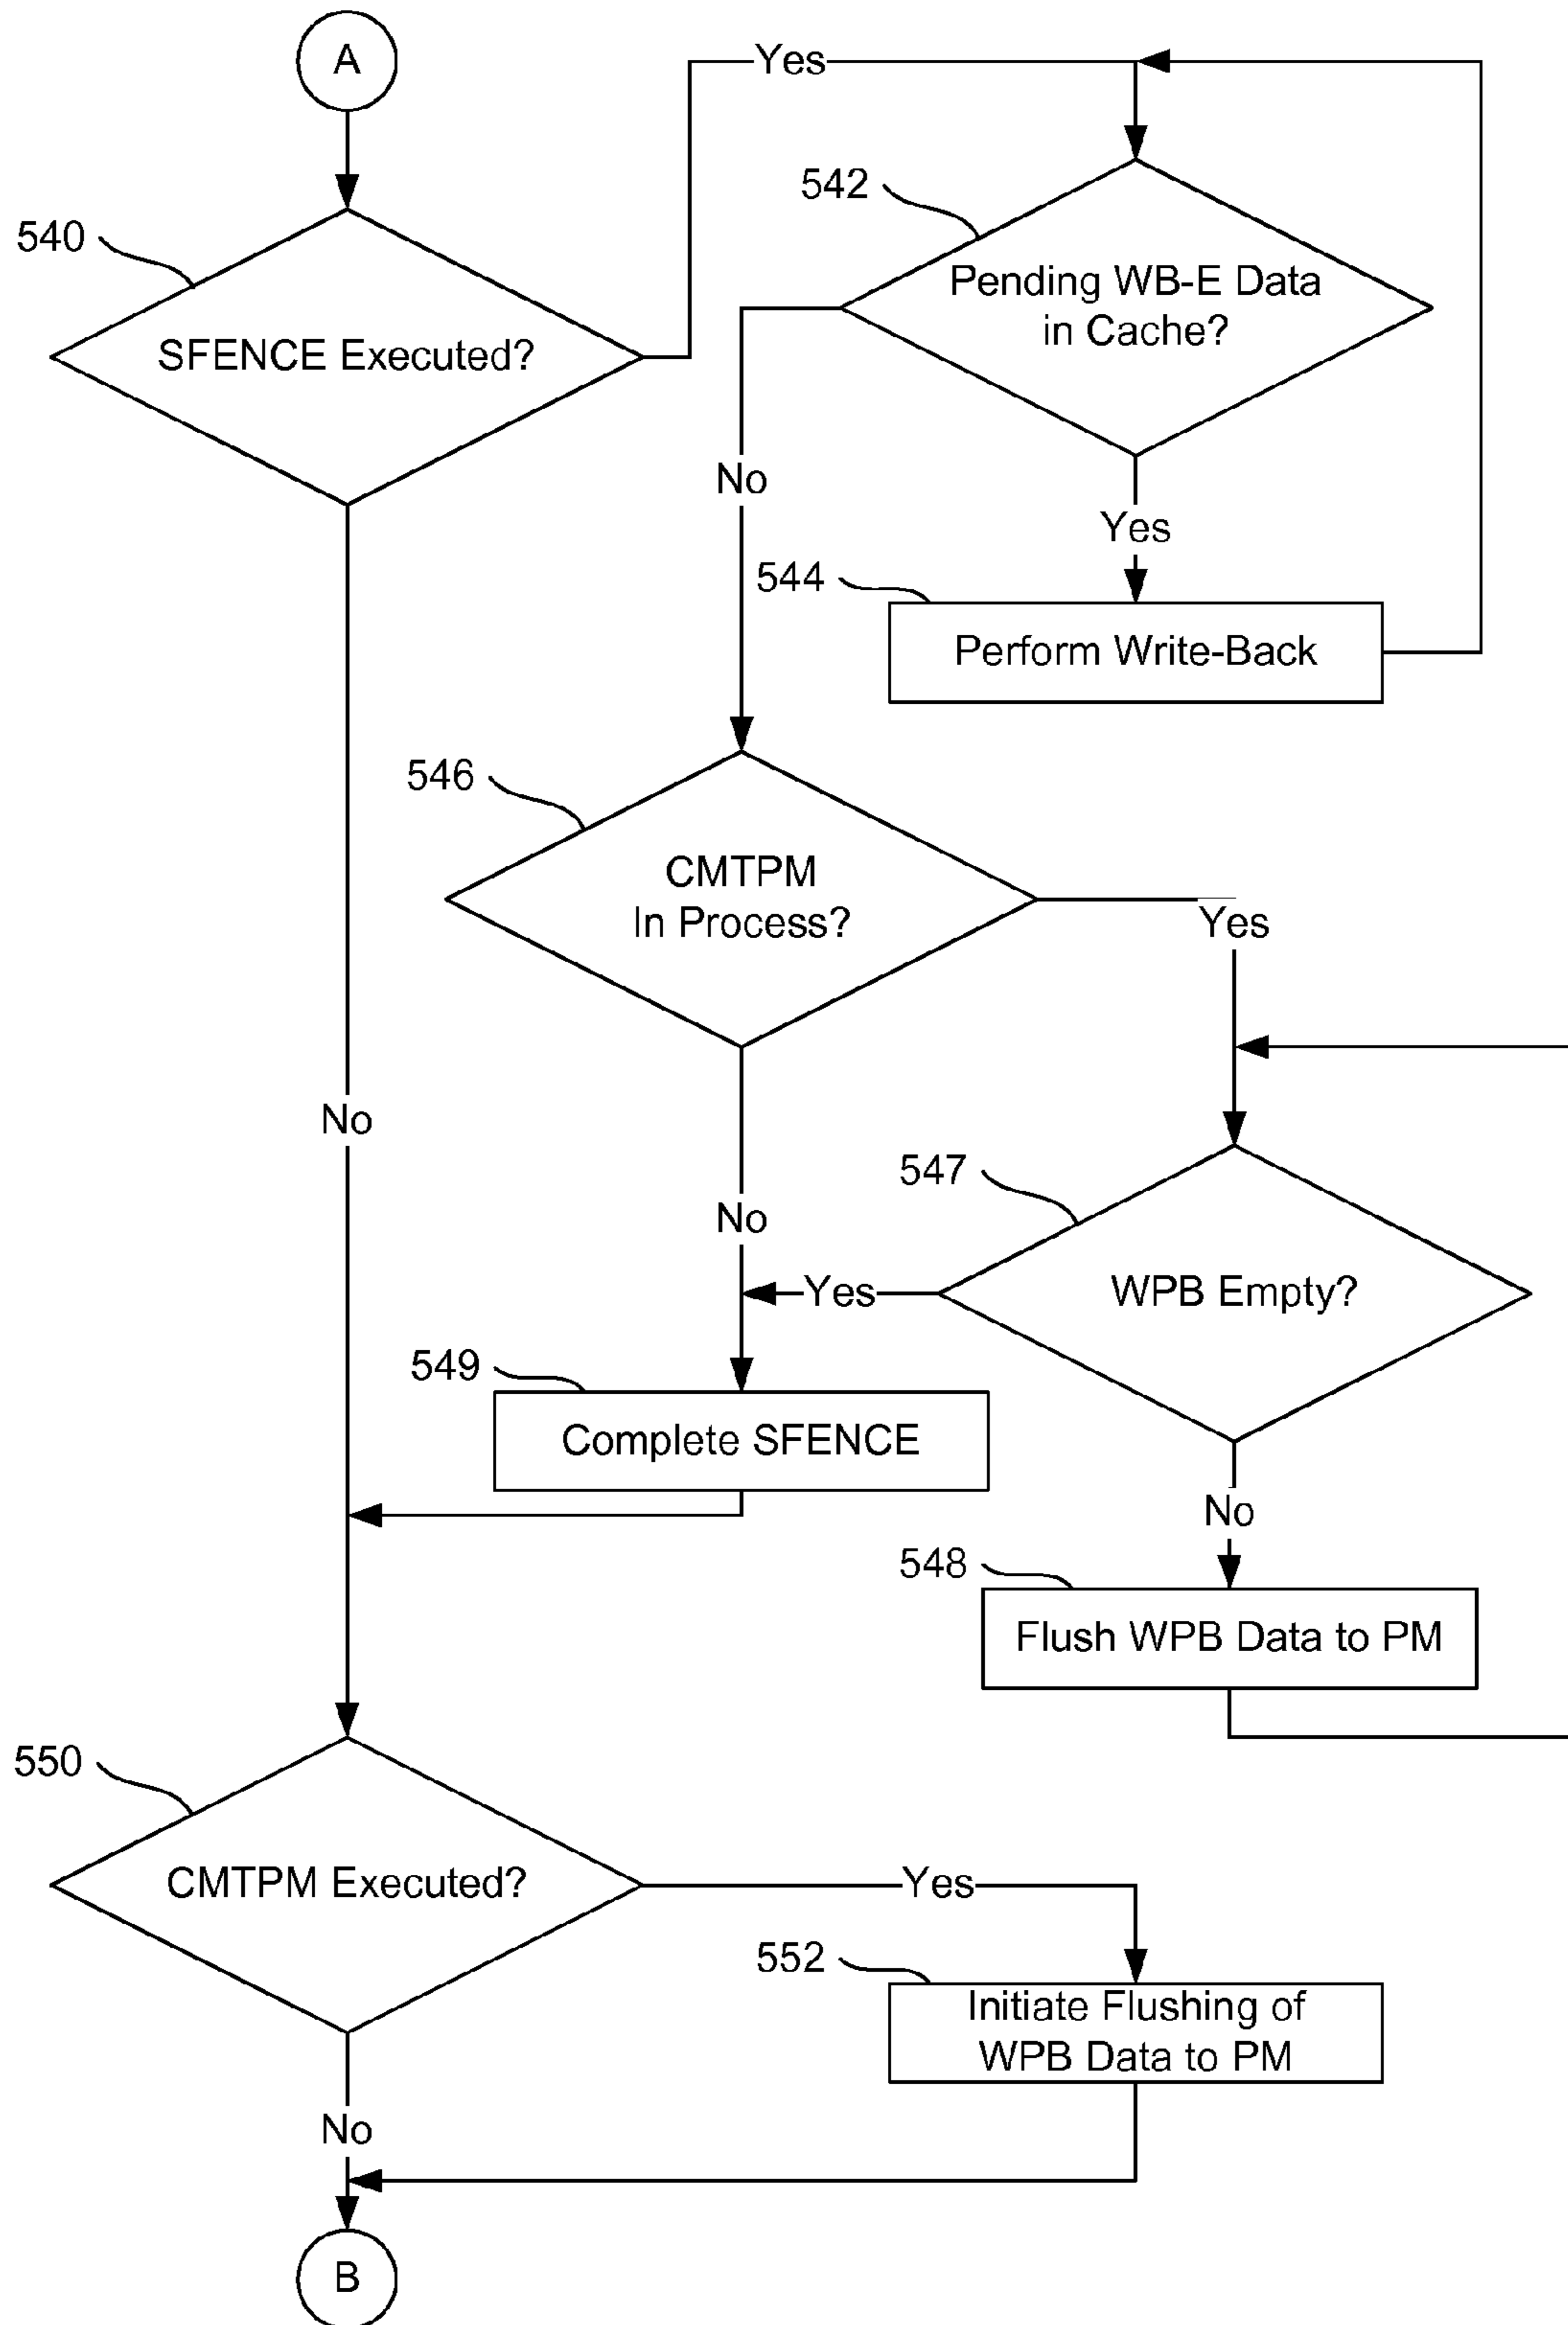 A
Yes
542
540
Pending WB-E Data
in Cache?
SFENCE Executed?
No
Yes
544
Perform Write-Back
546
CMTPM
In Process?
Yes
No
547
No
WPB Empty?
Yes
549
Complete SFENCE
No
548
Flush WPB Data to PM
550
CMTPM Executed?
Yes
552
Initiate Flushing of
WPB Data to PM
No
B